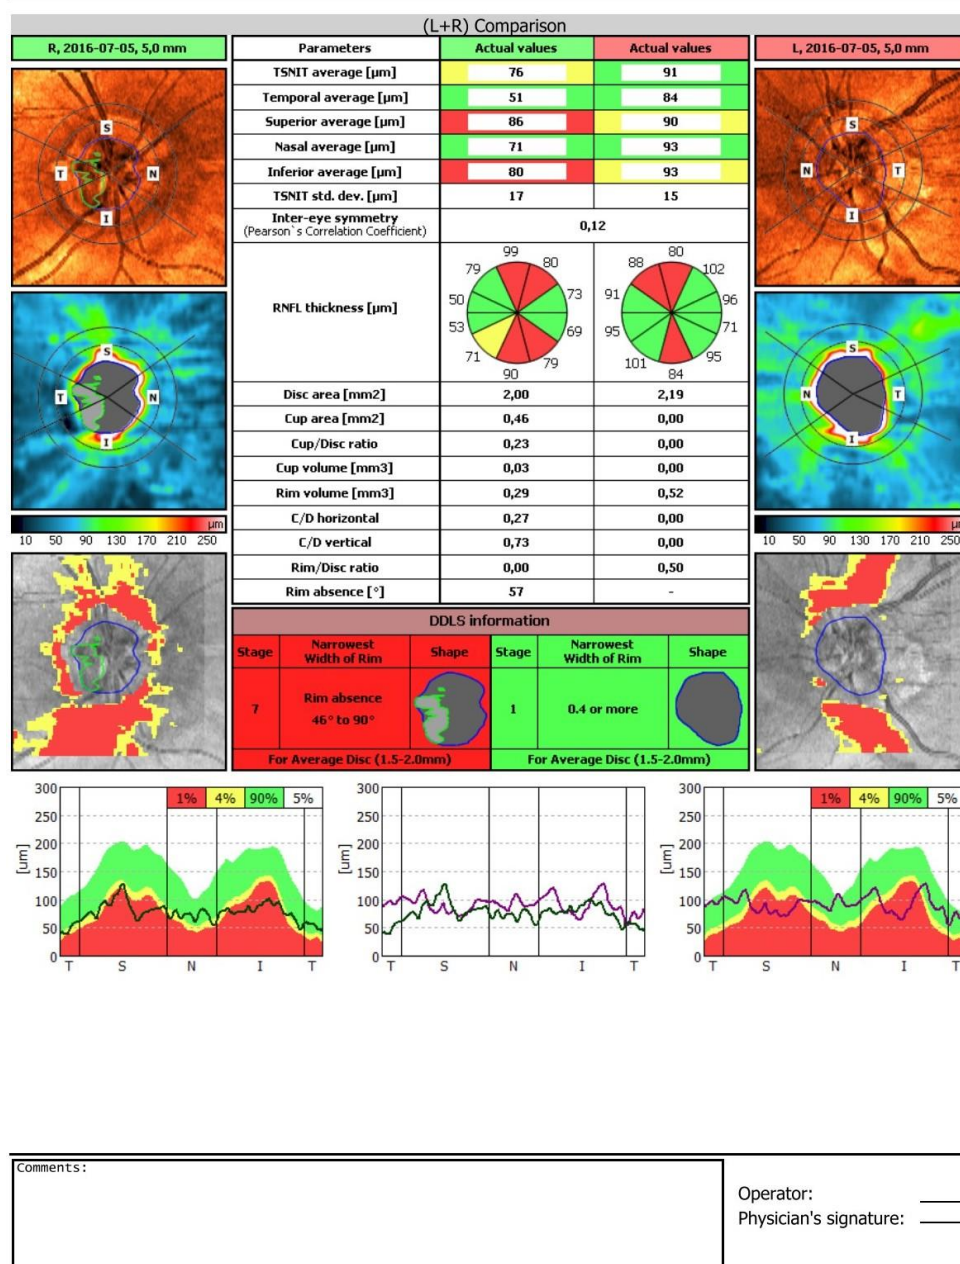 (L+R) Comparison
R, 2016-07-05, 5,0 mm
Parameters Actual values Actual values
L, 2016-07-05, 5,0 mm
TSNIT average [µm] 76 91
Temporal average [µm] 51 84
Superior average [µm] 86 90
Nasal average [µm] 71 93
Inferior average [µm] 80 93
TSNIT std. dev. [µm] 17 15
Inter-eye symmetry
(Pearson`s Correlation Coefficient) 0,12
S
T N
I
S
T N
I
RNFL thickness [µm]
99 80
79 73
50 69
53 79
71 90
80
88 102
91 96
95 71
101 95
84
S
T N
I
S
N T
I
Disc area [mm2] 2,00 2,19
Cup area [mm2] 0,46 0,00
Cup/Disc ratio 0,23 0,00
Cup volume [mm3] 0,03 0,00
Rim volume [mm3] 0,29 0,52
C/D horizontal 0,27 0,00
C/D vertical 0,73 0,00
Rim/Disc ratio 0,00 0,50
Rim absence [°] 57 -
µm
10 50 90 130 170 210 250
10 50 90 130 170 210 250
DDLS information
Stage Narrowest Width of Rim Shape Stage Narrowest Width of Rim Shape
7 Rim absence 46° to 90° 1 0.4 or more
For Average Disc (1.5-2.0mm) For Average Disc (1.5-2.0mm)
300 250 200 150 100 50 0
[um]
1% 4% 90% 5%
T S N I T
300 250 200 150 100 50 0
[um]
T S N I T
300 250 200 150 100 50 0
[um]
1% 4% 90% 5%
T S N I T
Comments:
Operator:
Physician's signature: